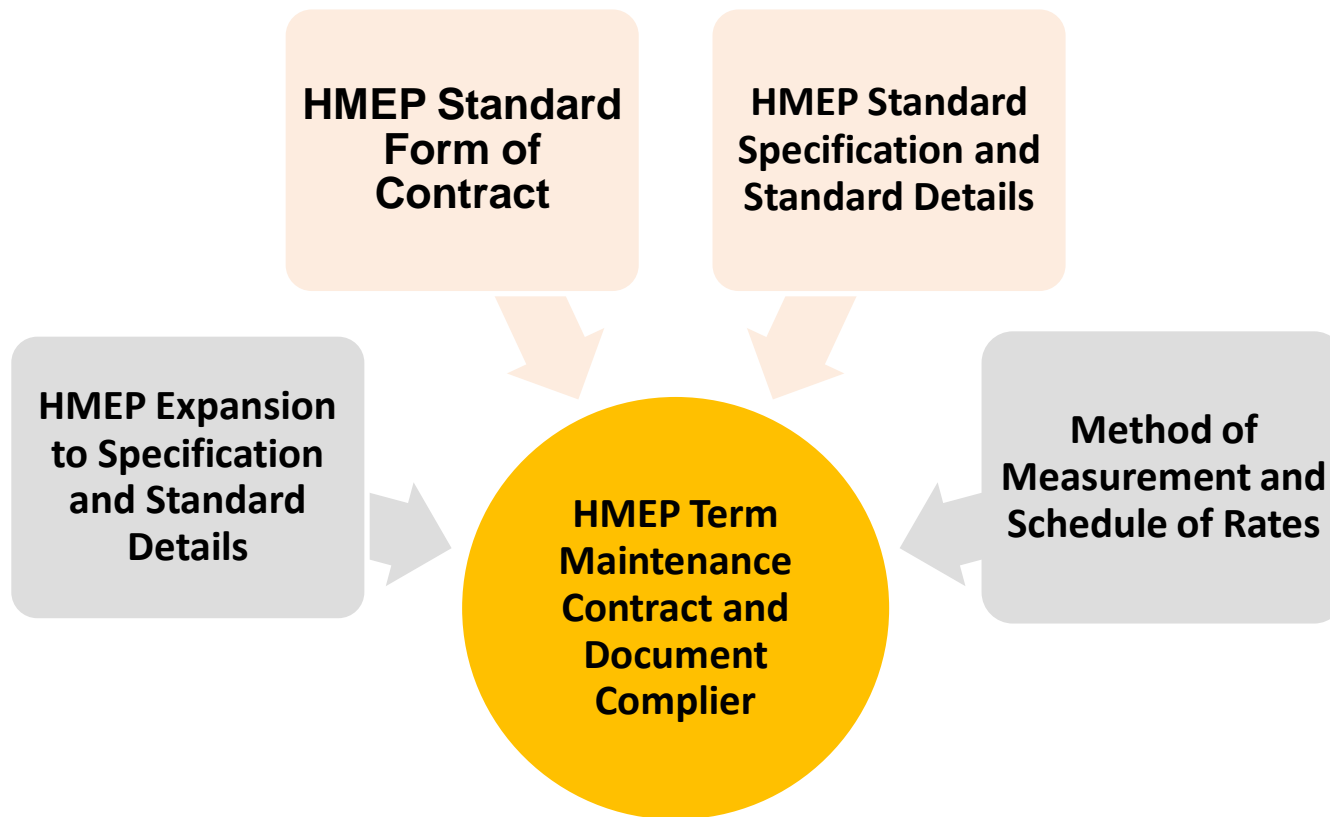 HMEP Standard
Form of
Contract
HMEP Standard
Specification and
Standard Details
HMEP Expansion
to Specification
and Standard
Details
Method of
Measurement and
Schedule of Rates
HMEP Term
Maintenance
Contract and
Document
Complier